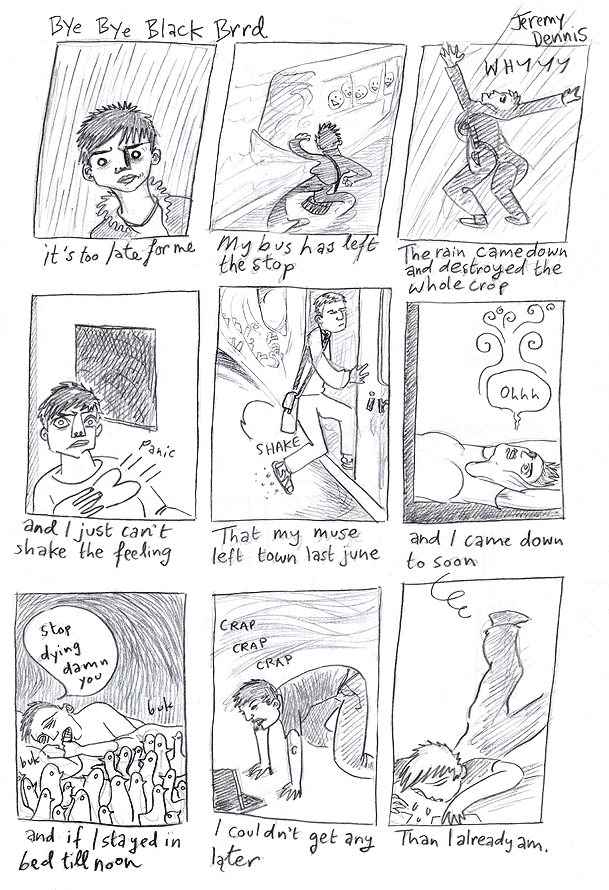 Bye Bye Black Brrd
Jeremy
Dennis
it's too late for me
My bus has left
the stop
WHYYY
The rain came down
and destroyed the
whole crop
Panic
and I just can't
shake the feeling
SHAKE
That my muse
left town last june
Ohhh
and I came down
to soon
Stop
dying
damn
you
buk
buk
and if I stayed in
bed till noon
CRAP
CRAP
CRAP
I couldn't get any
later
Than I already am.